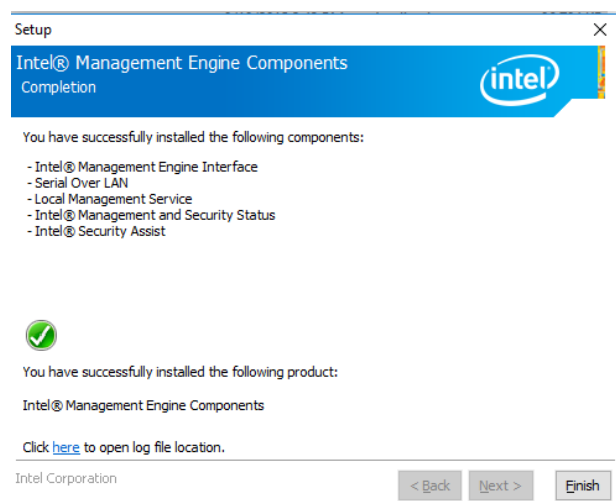 Setup
Intel® Management Engine Components
Completion
intel
You have successfully installed the following components:
- Intel® Management Engine Interface
- Serial Over LAN
- Local Management Service
- Intel® Management and Security Status
- Intel® Security Assist
You have successfully installed the following product:
Intel® Management Engine Components
Click here to open log file location.
Intel Corporation
< Back Next > Finish